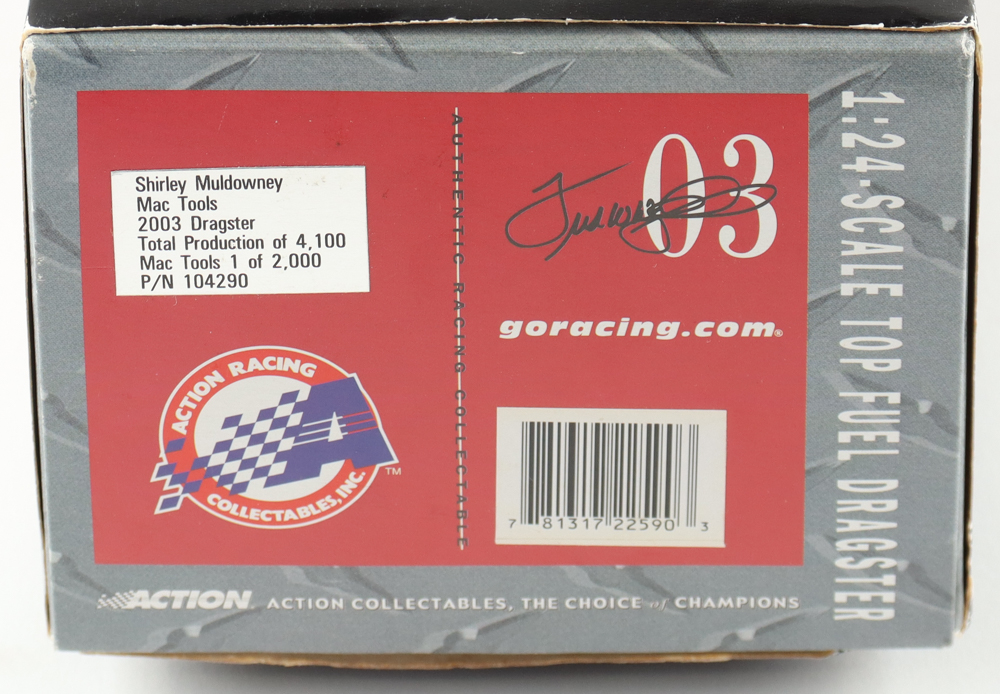 Shirley Muldowney
Mac Tools
2003 Dragster
Total Production of 4,100
Mac Tools 1 of 2,000
P/N 104290
ACTION RACING
COLLECTABLES, INC.
TM
AUTHENTIC RACING COLLECTABLE
03
goracing.com®
7 81317 22590 3
1:24-SCALE TOP FUEL DRAGSTER
ACTION ACTION COLLECTABLES, THE CHOICE of CHAMPIONS